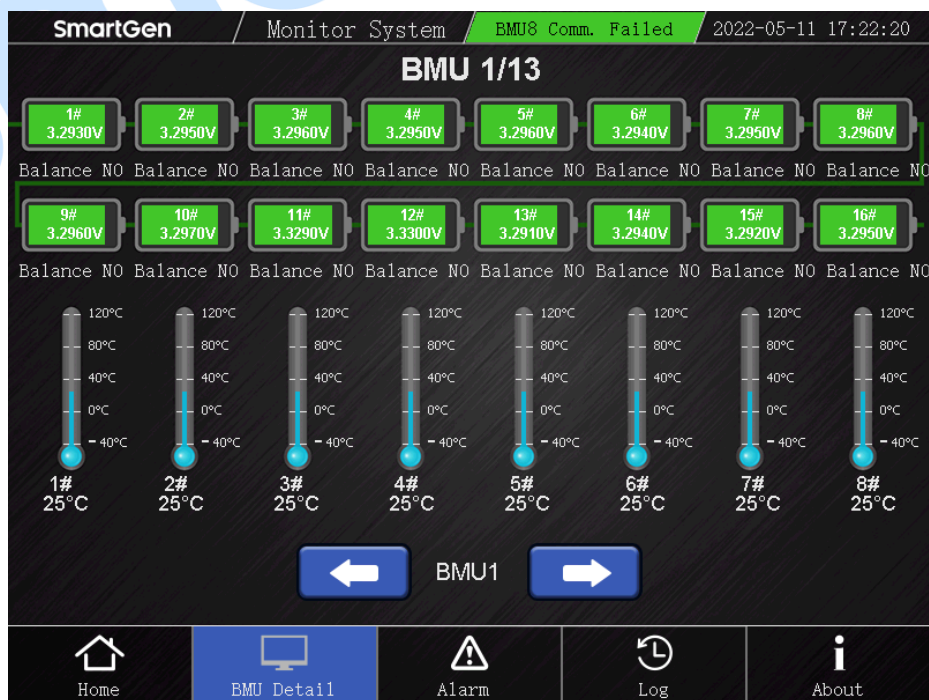 SmartGen / Monitor System / BMU8 Comm. Failed / 2022-05-11 17:22:20
BMU 1/13
1# 2# 3# 4# 5# 6# 7# 8#
3.2930V 3.2950V 3.2960V 3.2950V 3.2960V 3.2940V 3.2950V 3.2960V
Balance NO Balance NO Balance NO Balance NO Balance NO Balance NO Balance NO Balance NO
9# 10# 11# 12# 13# 14# 15# 16#
3.2960V 3.2970V 3.3290V 3.3300V 3.2910V 3.2940V 3.2920V 3.2950V
Balance NO Balance NO Balance NO Balance NO Balance NO Balance NO Balance NO Balance NO
120°C 120°C 120°C 120°C 120°C 120°C 120°C 120°C
80°C 80°C 80°C 80°C 80°C 80°C 80°C 80°C
40°C 40°C 40°C 40°C 40°C 40°C 40°C 40°C
0°C 0°C 0°C 0°C 0°C 0°C 0°C 0°C
-40°C -40°C -40°C -40°C -40°C -40°C -40°C -40°C
1# 2# 3# 4# 5# 6# 7# 8#
25°C 25°C 25°C 25°C 25°C 25°C 25°C 25°C
BMU1
Home BMU Detail Alarm Log About